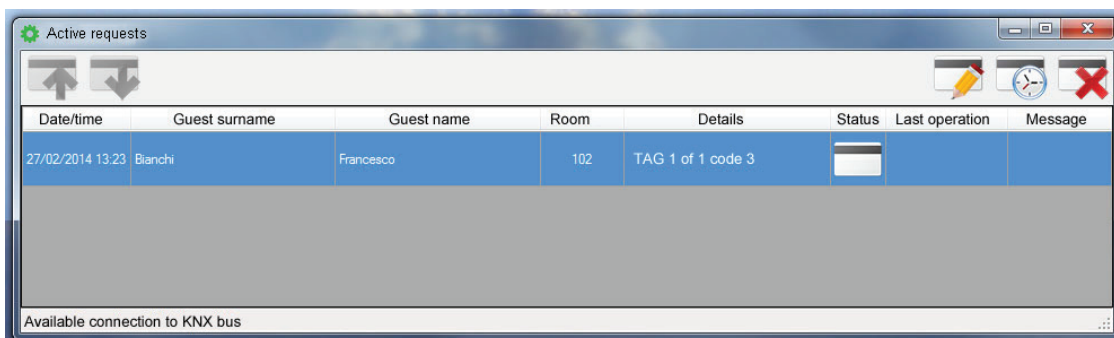 Active requests
Date/time Guest surname Guest name Room Details Status Last operation Message
27/02/2014 13:23 Bianchi Francesco 102 TAG 1 of 1 code 3
Available connection to KNX bus